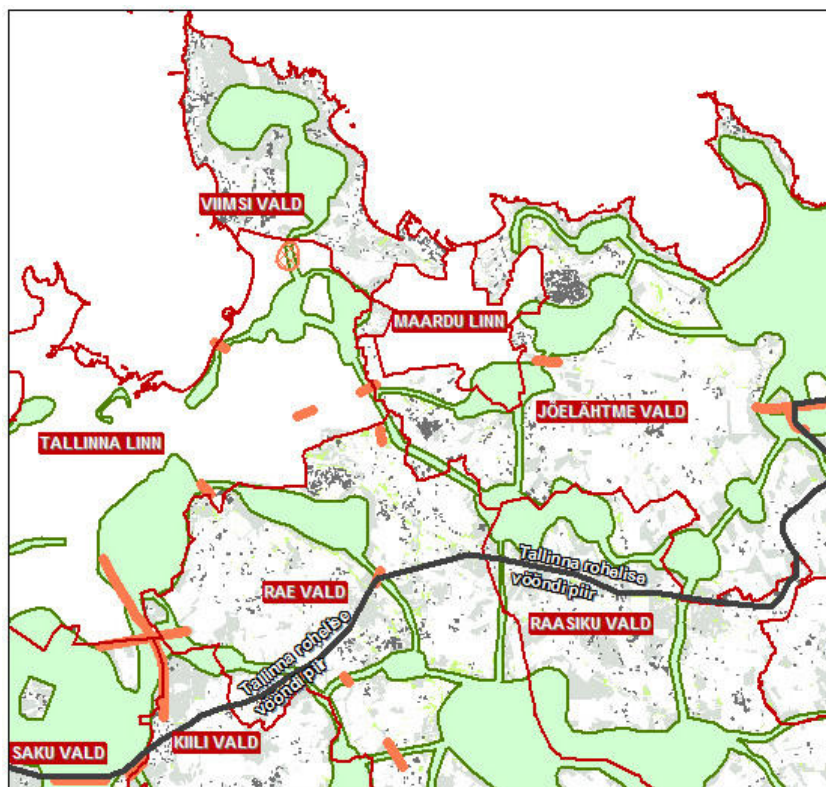 VIIMSI VALD
MAARDU LINN
JÕELÄHTME VALD
TALLINNA LINN
Tallinna rohelise
vööndi piir
RAE VALD
RAASIKU VALD
Tallinna rohelise
vööndi piir
KIILI VALD
SAKU VALD